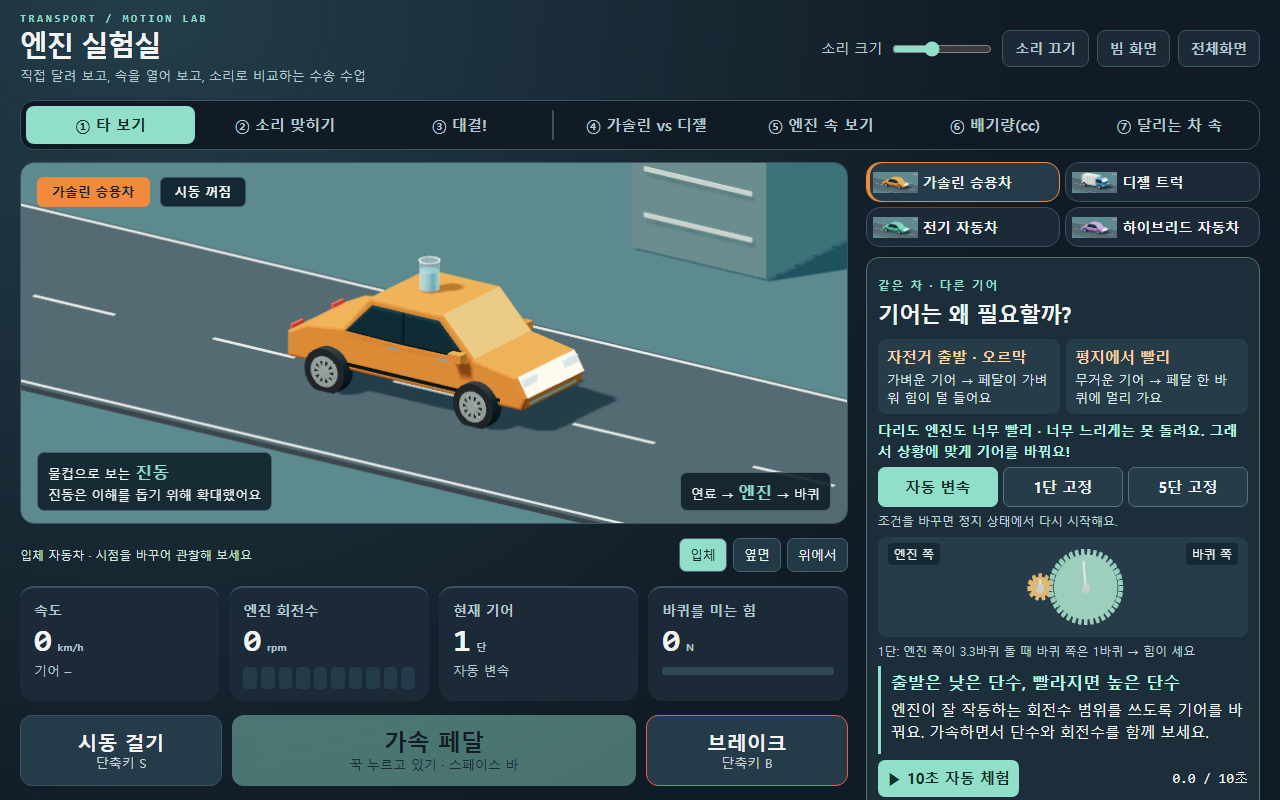 TRANSPORT / MOTION LAB
엔진 실험실
직접 달려 보고, 속을 열어 보고, 소리로 비교하는 수송 수업
소리 크기
소리 끄기
빔 화면
전체화면
① 타 보기
② 소리 맞히기
③ 대결!
④ 가솔린 vs 디젤
⑤ 엔진 속 보기
⑥ 배기량(cc)
⑦ 달리는 차 속
가솔린 승용차
시동 꺼짐
물컵으로 보는 진동
진동은 이해를 돕기 위해 확대했어요
연료 → 엔진 → 바퀴
입체 자동차 · 시점을 바꾸어 관찰해 보세요
입체
옆면
위에서
속도
0 km/h
기어 –
엔진 회전수
0 rpm
현재 기어
1 단
자동 변속
바퀴를 미는 힘
0 N
시동 걸기
단축키 S
가속 페달
꾹 누르고 있기 · 스페이스 바
브레이크
단축키 B
가솔린 승용차
디젤 트럭
전기 자동차
하이브리드 자동차
같은 차 · 다른 기어
기어는 왜 필요할까?
자전거 출발 · 오르막
가벼운 기어 → 페달이 가벼
워 힘이 덜 들어요
평지에서 빨리
무거운 기어 → 페달 한 바
퀴에 멀리 가요
다리도 엔진도 너무 빨리 · 너무 느리게는 못 돌려요. 그래
서 상황에 맞게 기어를 바꿔요!
자동 변속
1단 고정
5단 고정
조건을 바꾸면 정지 상태에서 다시 시작해요.
엔진 쪽
바퀴 쪽
1단: 엔진 쪽이 3.3바퀴 돌 때 바퀴 쪽은 1바퀴 → 힘이 세요
출발은 낮은 단수, 빨라지면 높은 단수
엔진이 잘 작동하는 회전수 범위를 쓰도록 기어를 바
꿔요. 가속하면서 단수와 회전수를 함께 보세요.
▶ 10초 자동 체험
0.0 / 10초